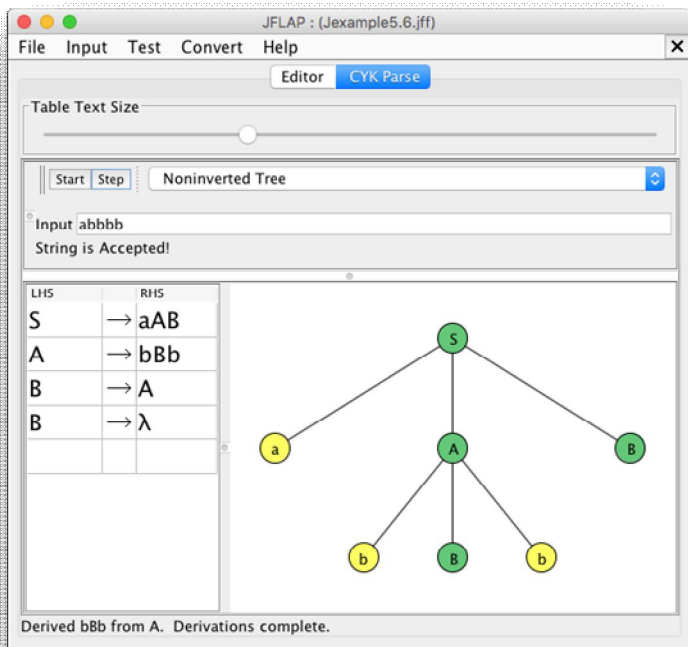 JFLAP : (Jexample5.6.jff)
File Input Test Convert Help
Editor CYK Parse
Table Text Size
Start Step Noninverted Tree
Input abbbb
String is Accepted!
LHS RHS
S → aAB
A → bBb
B → A
B → λ
S
a A B
b B b
Derived bBb from A. Derivations complete.